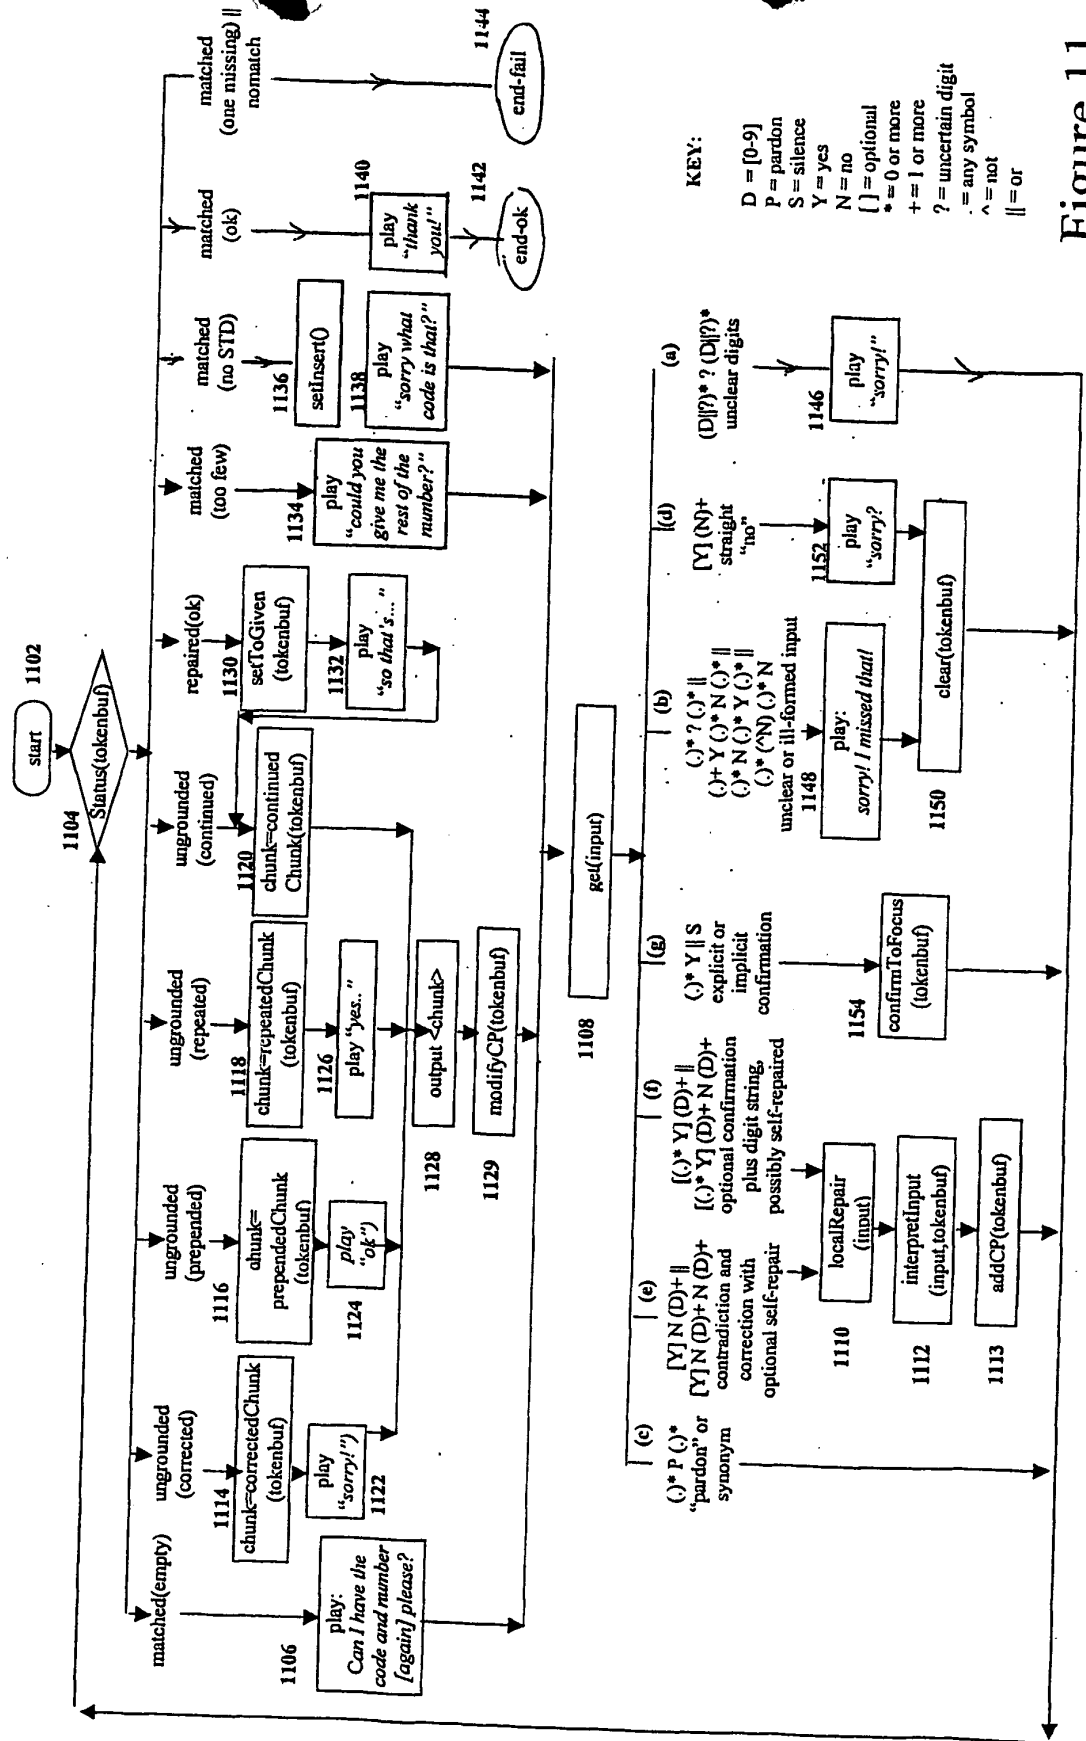 start
1102
1104
Status(tokenbuf)
matched(empty)
1106
play:
Can I have the
code and number
[again] please?
ungrounded
(corrected)
1114
chunk=correctedChunk
(tokenbuf)
play
“sorry!”)
1122
ungrounded
(prepended)
1116
chunk=
prependedChunk
(tokenbuf)
play
“ok”)
1124
ungrounded
(repeated)
1118
chunk=repeatedChunk
(tokenbuf)
1126
play “yes..”
output <chunk>
1128
modifyCP(tokenbuf)
1129
ungrounded
(continued)
1120
chunk=continued
Chunk(tokenbuf)
repaired(ok)
1130
setToGiven
(tokenbuf)
1132
play
“so that's... ”
matched
(too few)
1134
play
“could you
give me the
rest of the
number?”
matched
(no STD)
1136
setInsert()
1138
play
“sorry what
code is that?”
matched
(ok)
1140
play
“thank
you!”
1142
end-ok
matched
(one missing) ||
nomatch
1144
end-fail
get(input)
1108
(c)
(.)* P (.)*
“pardon” or
synonym
(e)
[Y] N (D)+ ||
[Y] N (D)+ N (D)+
contradiction and
correction with
optional self-repair
(f)
[(.)* Y] (D)+ ||
[(.)* Y] (D)+ N (D)+
optional confirmation
plus digit string,
possibly self-repaired
localRepair
(input)
1110
interpretInput
(input,tokenbuf)
1112
addCP(tokenbuf)
1113
(g)
(.)* Y || S
explicit or
implicit
confirmation
1154
confirmToFocus
(tokenbuf)
(b)
(.)* ? (.)* ||
(.)+ Y (.)* N (.)* ||
(.)* N (.)* Y (.)* ||
(.)* (^N) (.)* N
unclear or ill-formed input
1148
play:
sorry! I missed that!
1150
clear(tokenbuf)
(d)
[Y] (N)+
straight
“no”
1152
play
“sorry?
(a)
(D||?)* ? (D||?)*
unclear digits
1146
play
“sorry!”
KEY:
D = [0-9]
P = pardon
S = silence
Y = yes
N = no
[ ] = optional
* = 0 or more
+ = 1 or more
? = uncertain digit
. = any symbol
^ = not
|| = or
Figure 11